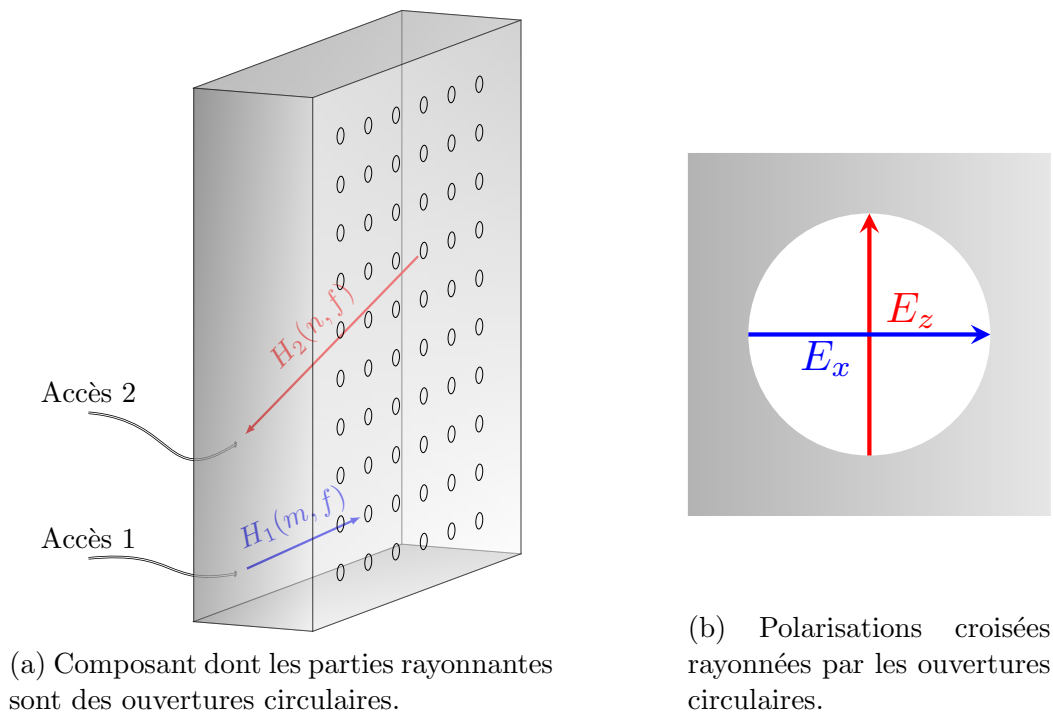 H₂(n, f)
Accès 2
H₁(m, f)
Accès 1
E_z
E_x
(a) Composant dont les parties rayonnantes
sont des ouvertures circulaires.
(b) Polarisations croisées
rayonnées par les ouvertures
circulaires.